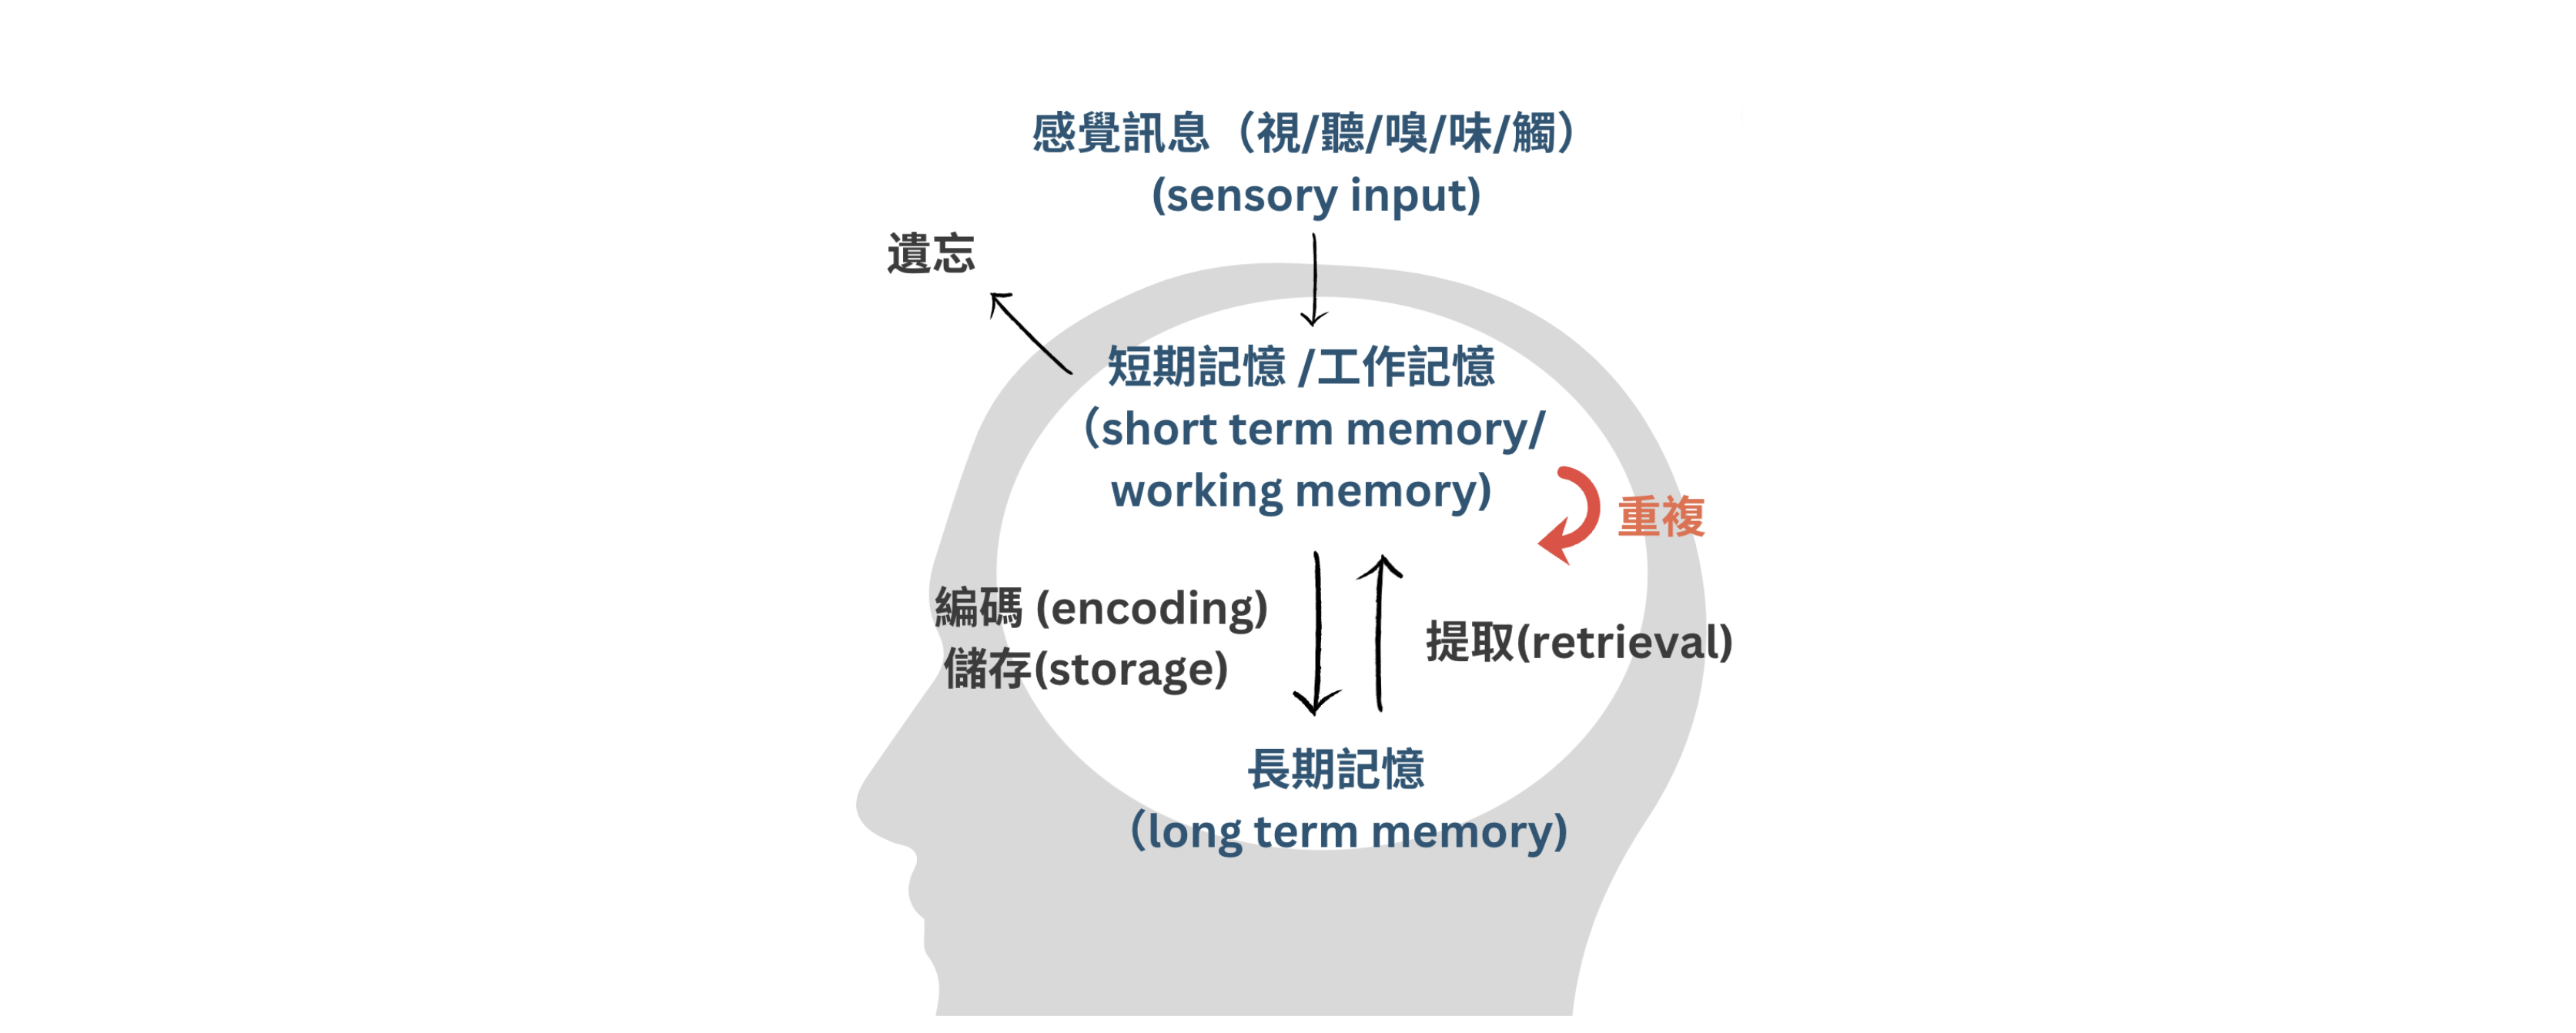 感覺訊息（視/聽/嗅/味/觸）
(sensory input)
遺忘
短期記憶 /工作記憶
（short term memory/
working memory)
重複
編碼 (encoding)
儲存(storage)
提取(retrieval)
長期記憶
（long term memory)